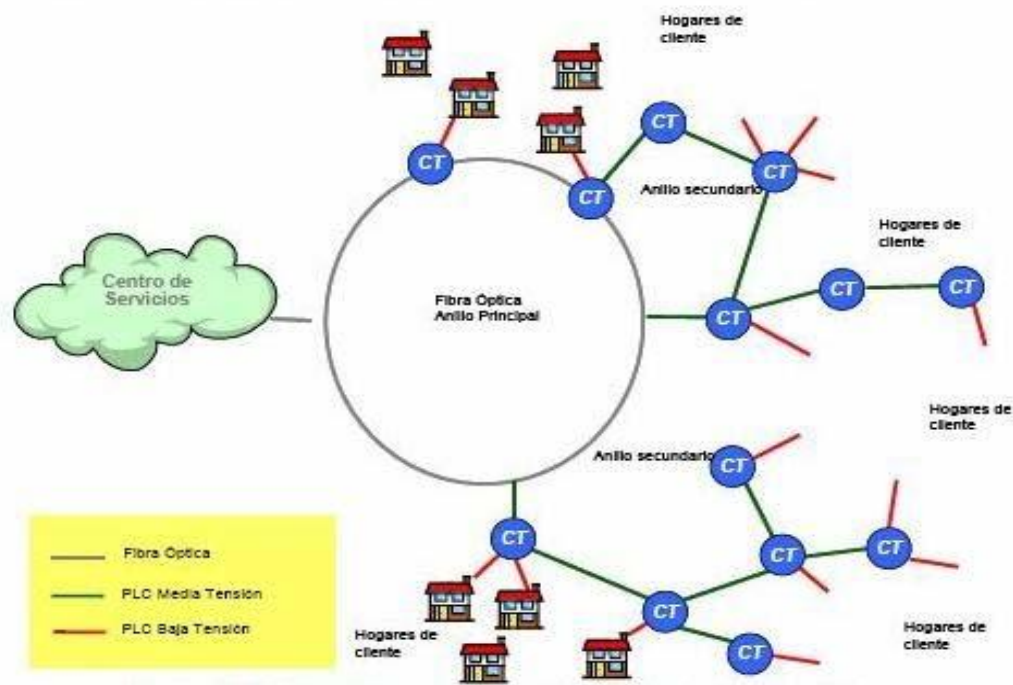 Hogares de
cliente
CT
CT
CT
CT
Anillo secundario
Hogares de
cliente
Centro de
Servicios
Fibra Óptica
Anillo Principal
CT
CT
CT
Hogares de
cliente
Anillo secundario
CT
CT
CT
CT
Fibra Óptica
PLC Media Tensión
PLC Baja Tensión
CT
Hogares de
cliente
Hogares de
cliente
CT